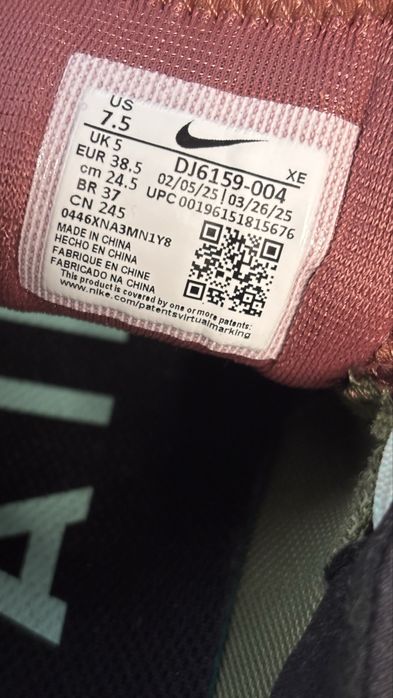 US
7.5
UK 5
EUR 38.5
cm 24.5
BR 37
CN 245
XE
DJ6159-004
02/05/25 | 03/26/25
UPC 00196151815676
0446XNA3MN1Y8
MADE IN CHINA
HECHO EN CHINA
FABRIQUE EN CHINE
FABRICADO NA CHINA
This product is covered by one or more patents:
www.nike.com/patentsvirtualmarking